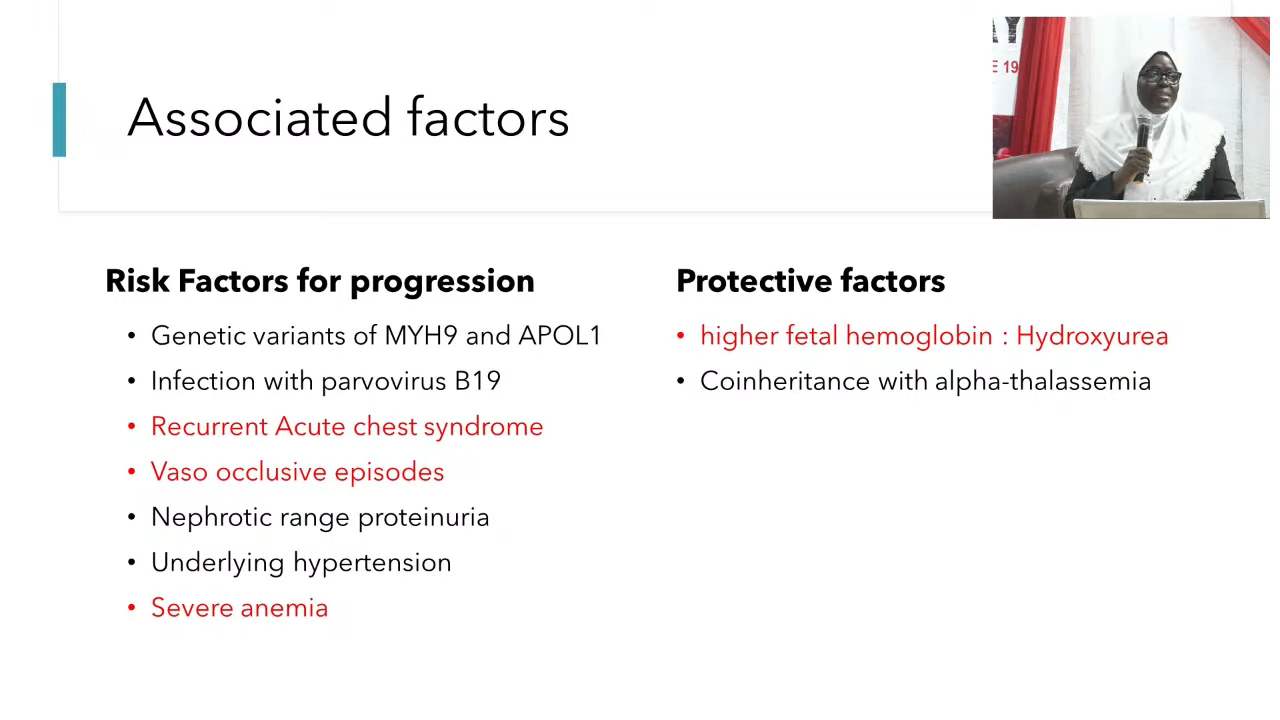 AY
E 19
Associated factors
Risk Factors for progression
• Genetic variants of MYH9 and APOL1
• Infection with parvovirus B19
• Recurrent Acute chest syndrome
• Vaso occlusive episodes
• Nephrotic range proteinuria
• Underlying hypertension
• Severe anemia
Protective factors
• higher fetal hemoglobin : Hydroxyurea
• Coinheritance with alpha-thalassemia